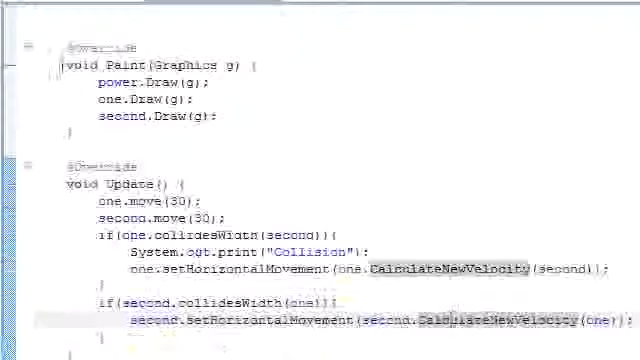 @Override
void Paint(Graphics g) {
power.Draw(g);
one.Draw(g);
second.Draw(g);
}
@Override
void Update() {
one.move(30);
second.move(30);
if(one.collidesWidth(second)){
System.out.print("Collision");
one.setHorizontalMovement(one.CalculateNewVelocity(second));
}
if(second.collidesWidth(one)){
second.setHorizontalMovement(second.CalculateNewVelocity(one));
}